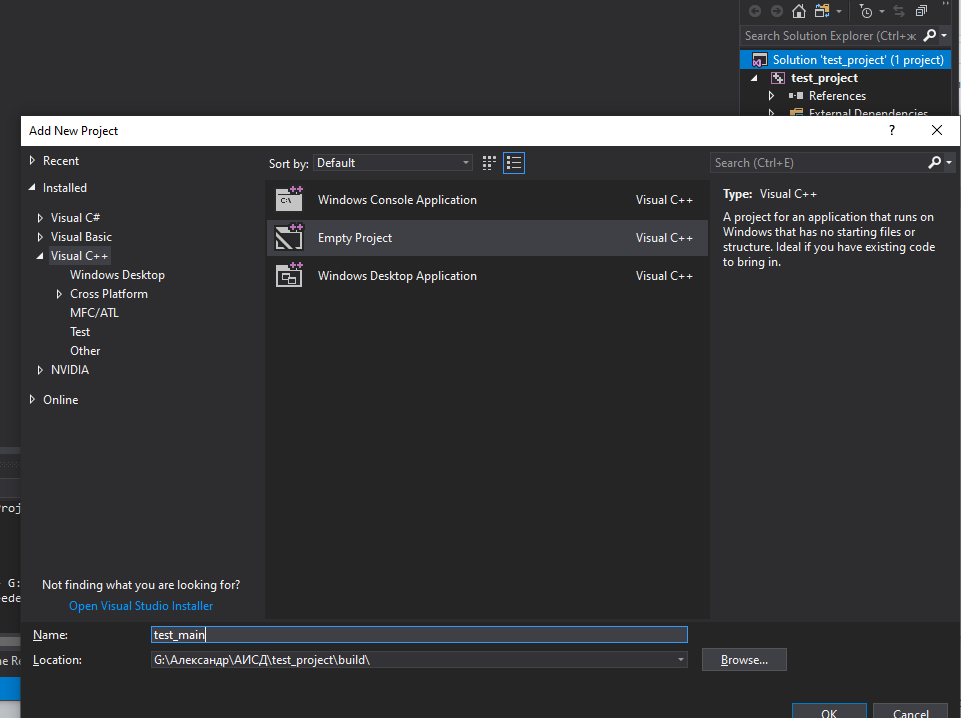 Search Solution Explorer (Ctrl+ж
Solution 'test_project' (1 project)
test_project
References
External Dependencies
Add New Project
?
Recent
Sort by: Default
Search (Ctrl+E)
Installed
Type: Visual C++
Windows Console Application Visual C++
A project for an application that runs on
Windows that has no starting files or
structure. Ideal if you have existing code
to bring in.
Visual C#
Visual Basic
Empty Project Visual C++
Visual C++
Windows Desktop
Windows Desktop Application Visual C++
Cross Platform
MFC/ATL
Test
Other
NVIDIA
Online
Not finding what you are looking for?
Open Visual Studio Installer
Name: test_main
Location: G:\Александр\АИСД\test_project\build\
Browse...
OK Cancel